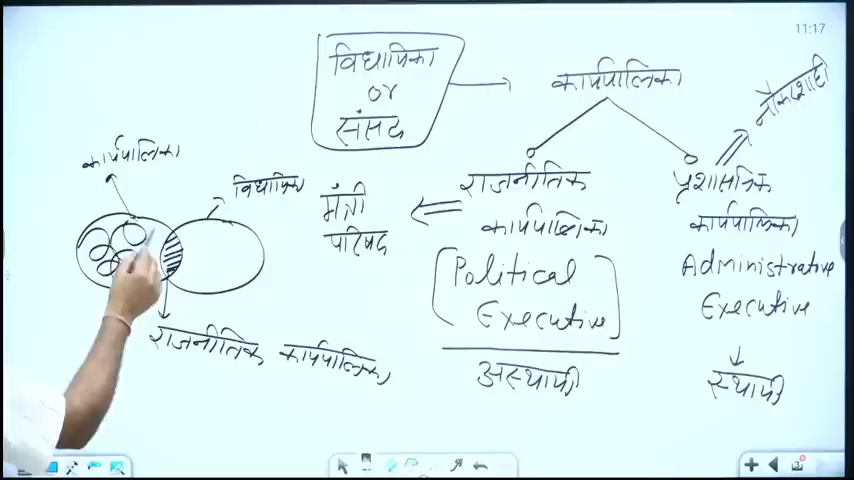 11:17
विधायिका
or
संसद
कार्यपालिका
नौकरशाही
कार्यपालिका
विधायिका
राजनीतिक
कार्यपालिका
[Political
Executive]
अस्थायी
मंत्री
परिषद
प्रशासनिक
कार्यपालिका
Administrative
Executive
स्थायी
राजनीतिक कार्यपालिका